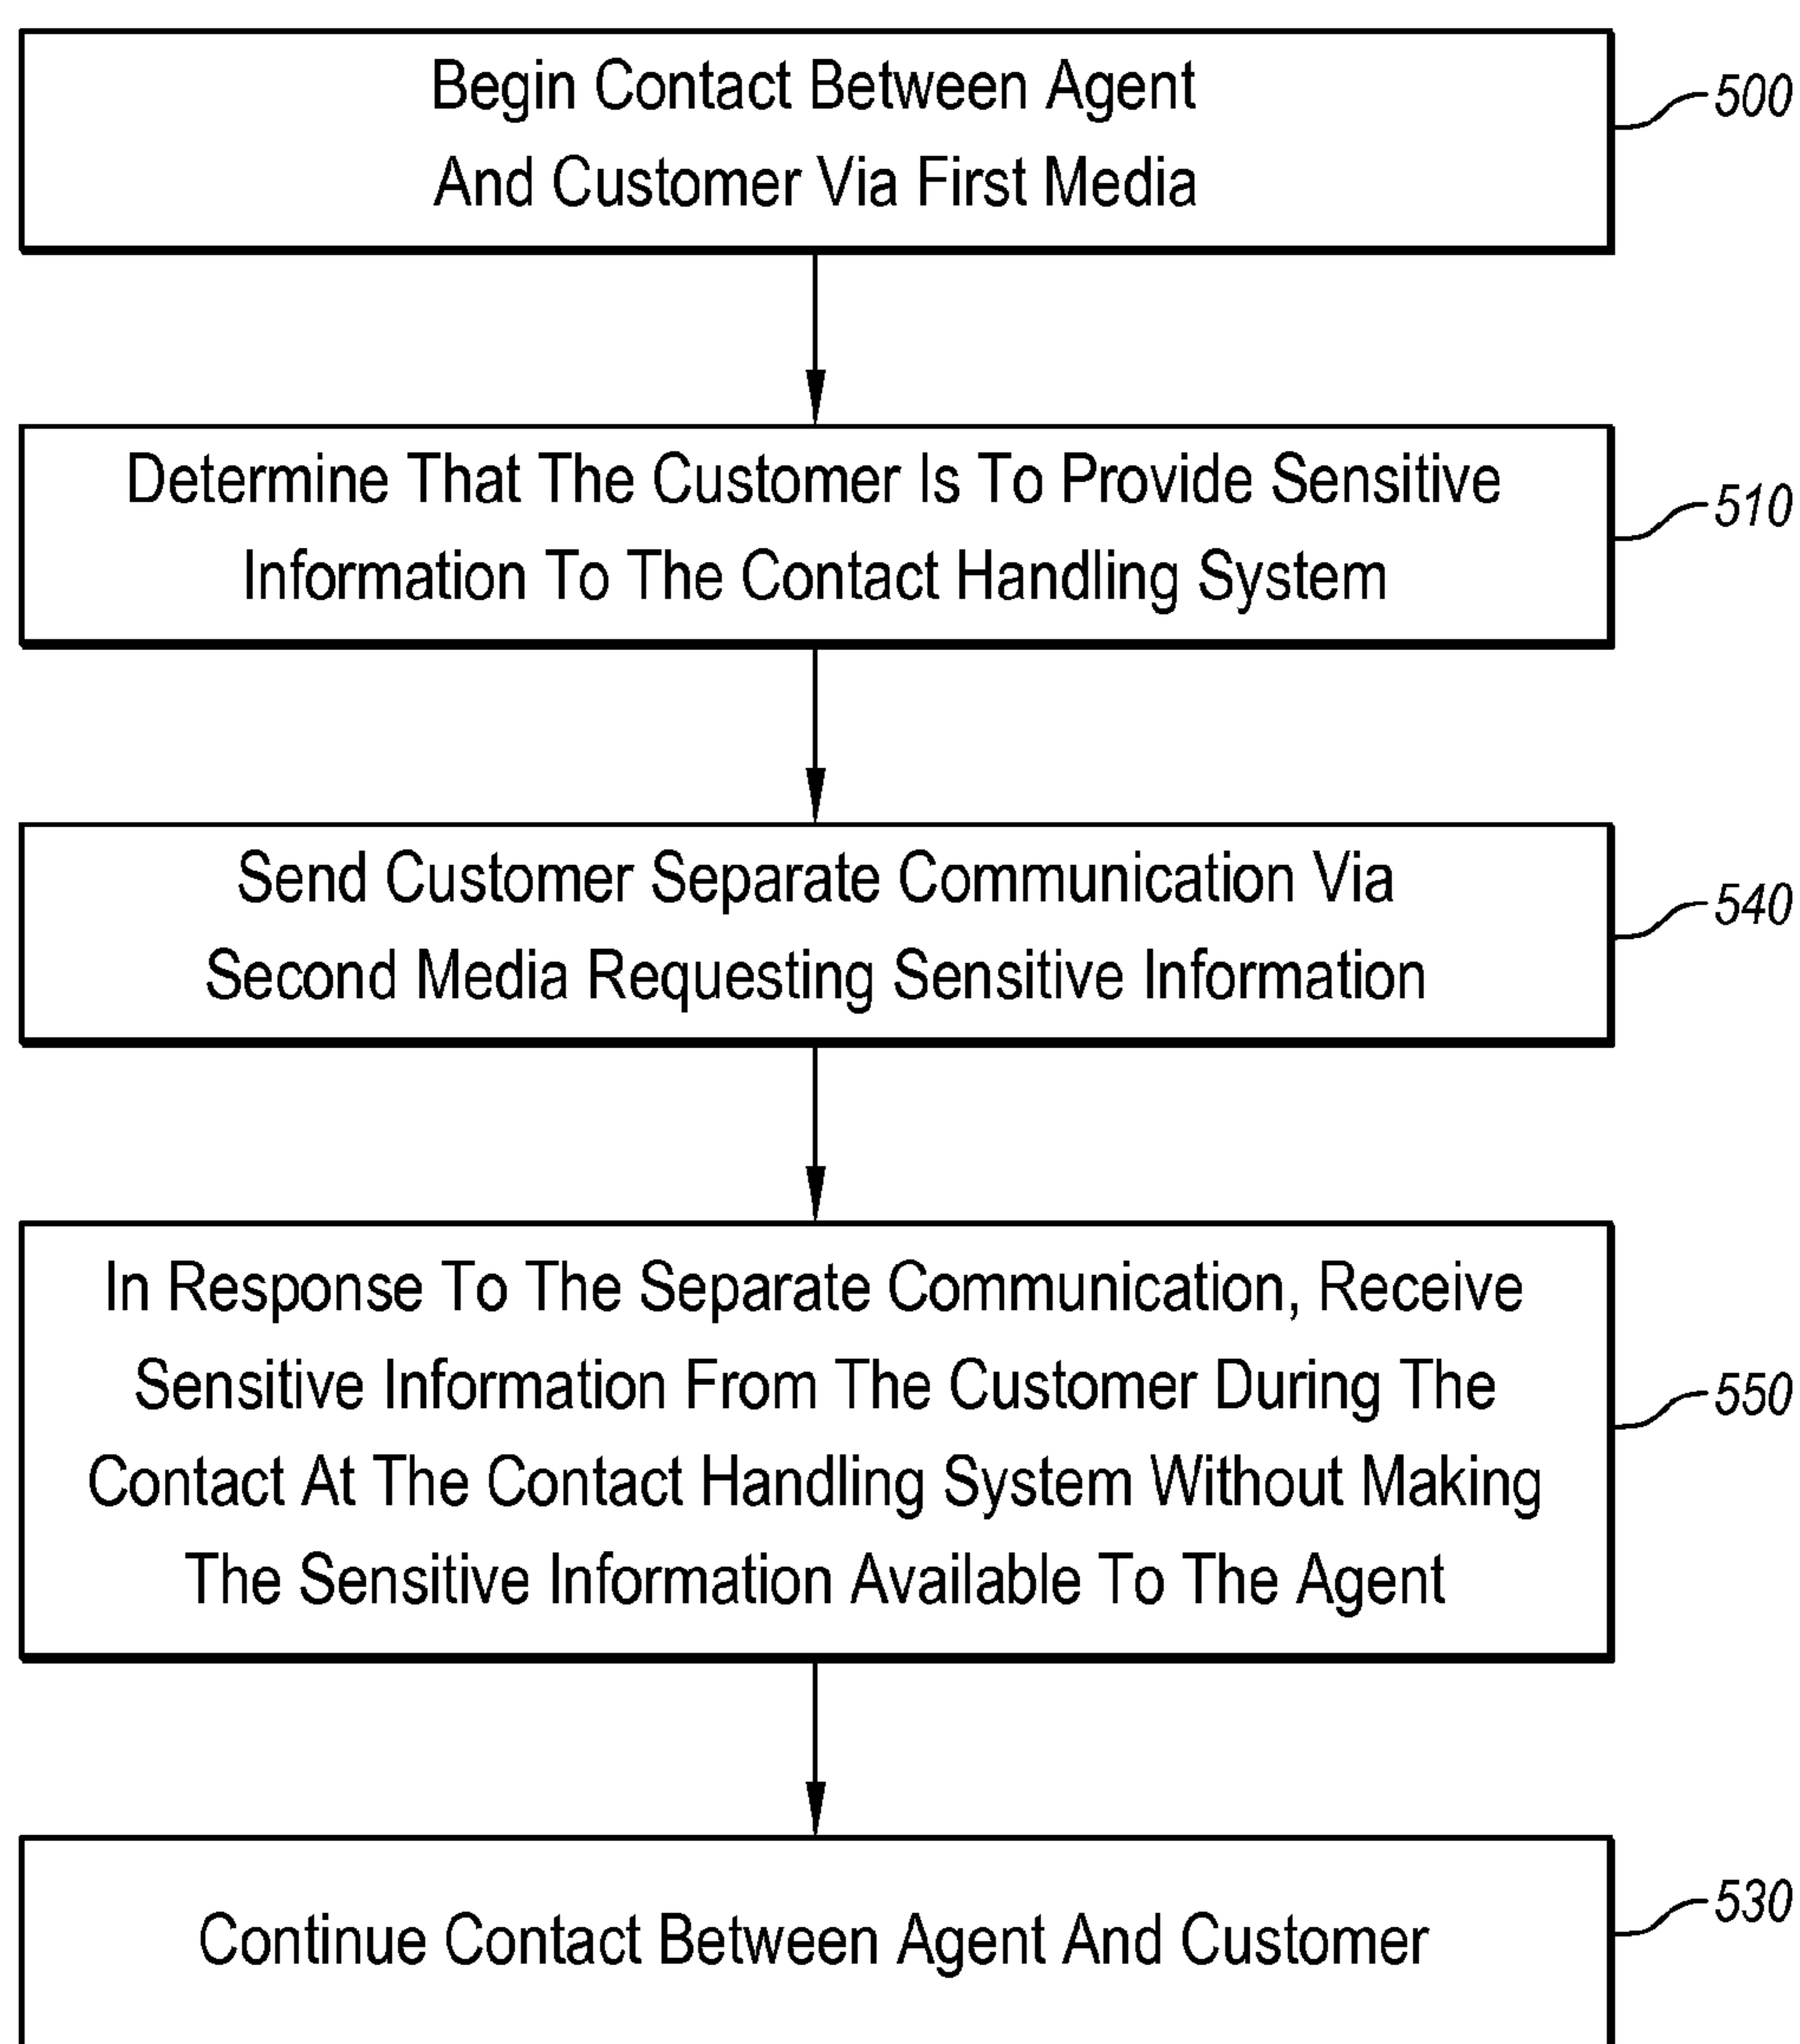 Begin Contact Between Agent
And Customer Via First Media
500
Determine That The Customer Is To Provide Sensitive
Information To The Contact Handling System
510
Send Customer Separate Communication Via
Second Media Requesting Sensitive Information
540
In Response To The Separate Communication, Receive
Sensitive Information From The Customer During The
Contact At The Contact Handling System Without Making
The Sensitive Information Available To The Agent
550
Continue Contact Between Agent And Customer
530